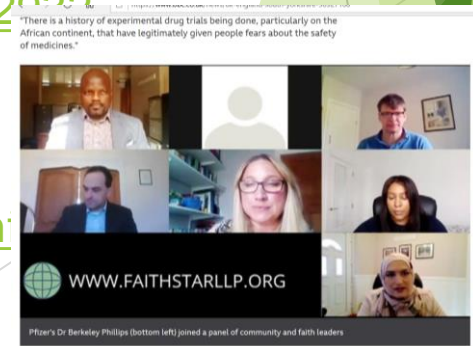 "There is a history of experimental drug trials being done, particularly on the
African continent, that have legitimately given people fears about the safety
of medicines."
WWW.FAITHSTARLLP.ORG
Pfizer's Dr Berkeley Phillips (bottom left) joined a panel of community and faith leaders